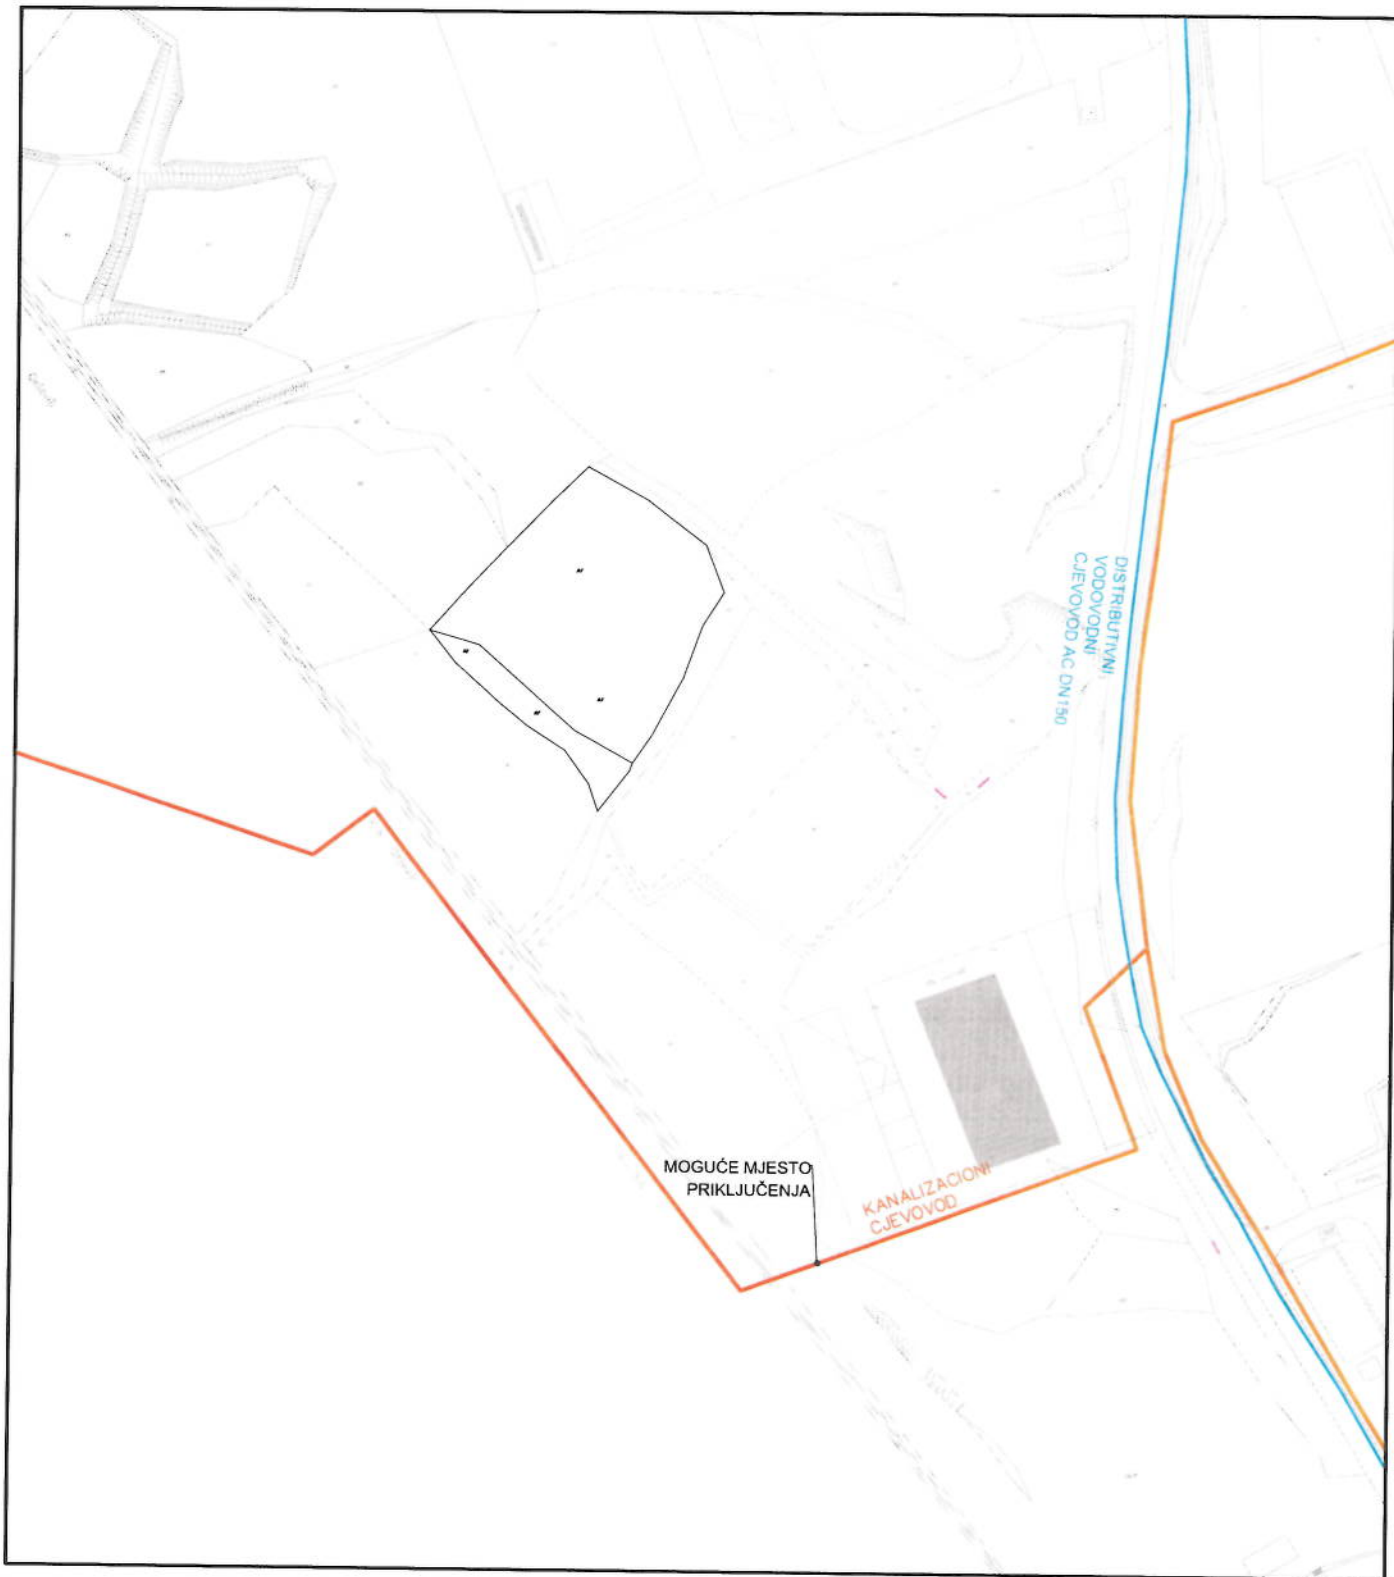 DISTRIBUTIVNI
VODOVODNI
CJEVOVOD AC DN150
MOGUĆE MJESTO
PRIKLJUČENJA
KANALIZACIONI
CJEVOVOD